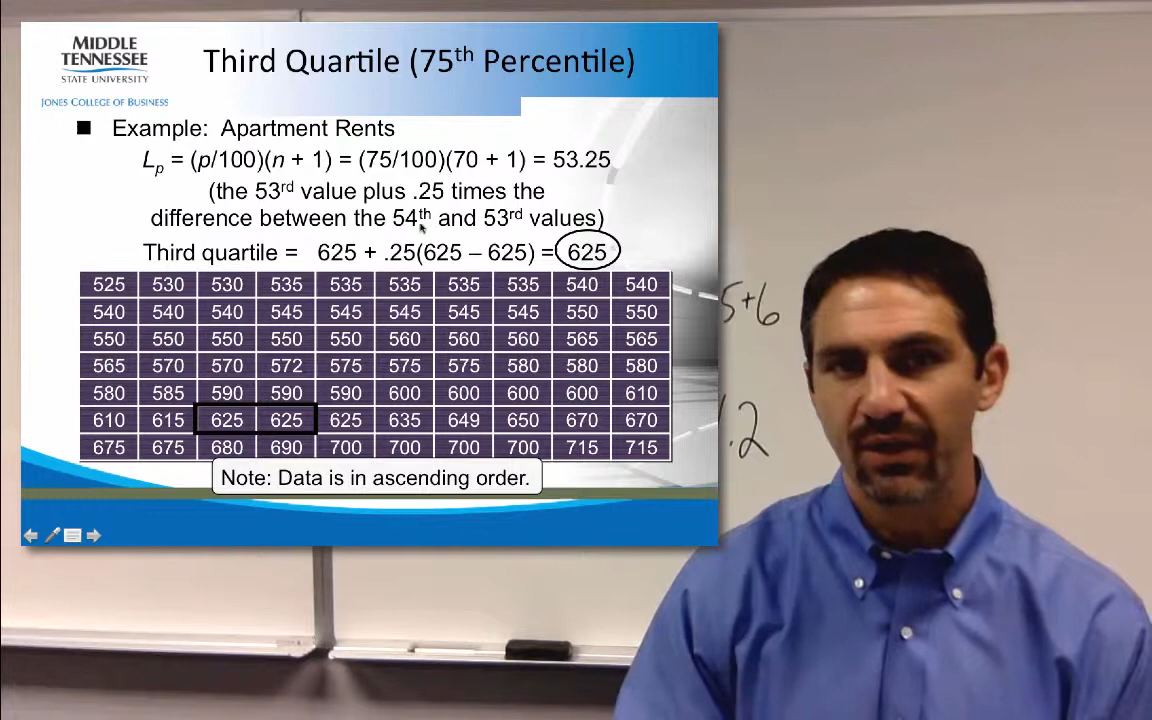 MIDDLE
TENNESSEE
STATE UNIVERSITY
JONES COLLEGE OF BUSINESS
Third Quartile (75th Percentile)
Example: Apartment Rents
Lp = (p/100)(n + 1) = (75/100)(70 + 1) = 53.25
(the 53rd value plus .25 times the
difference between the 54th and 53rd values)
Third quartile = 625 + .25(625 – 625) = 625
525 530 530 535 535 535 535 535 540 540
540 540 540 545 545 545 545 545 550 550
550 550 550 550 550 560 560 560 565 565
565 570 570 572 575 575 575 580 580 580
580 585 590 590 590 600 600 600 600 610
610 615 625 625 625 635 649 650 670 670
675 675 680 690 700 700 700 700 715 715
Note: Data is in ascending order.
5+6
.2